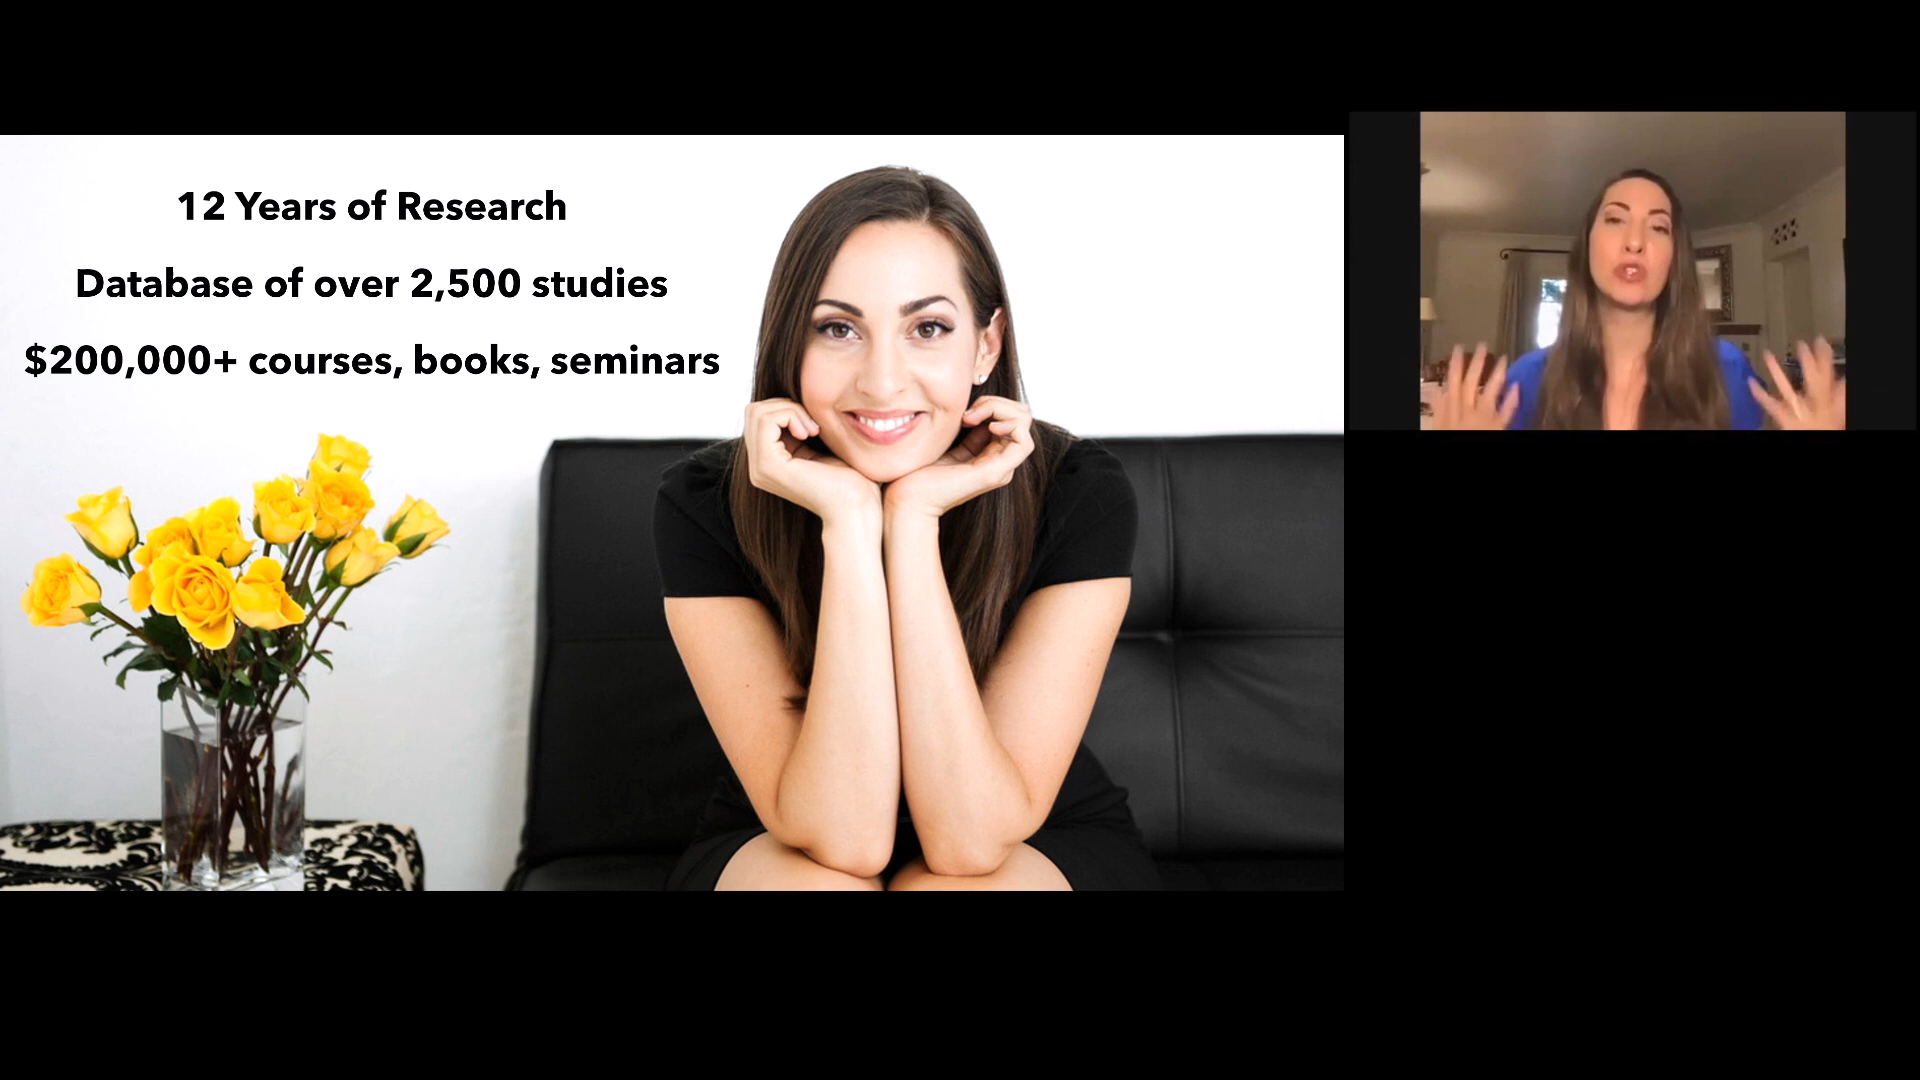 12 Years of Research
Database of over 2,500 studies
$200,000+ courses, books, seminars